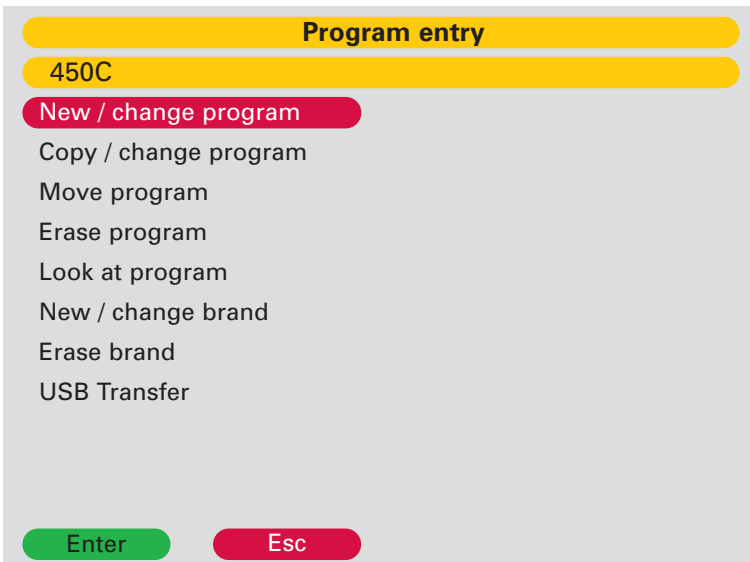 Program entry
450C
New / change program
Copy / change program
Move program
Erase program
Look at program
New / change brand
Erase brand
USB Transfer
Enter Esc